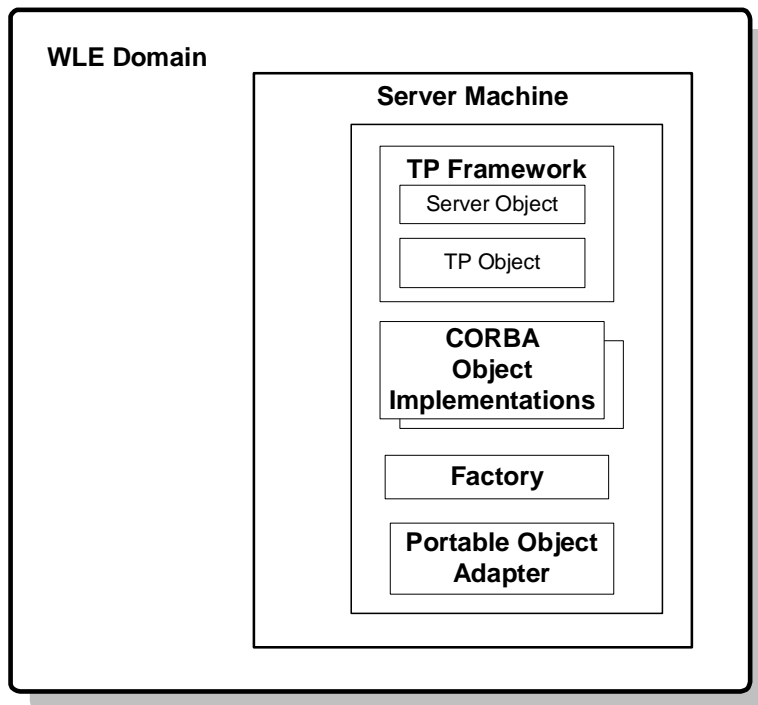 WLE Domain
Server Machine
TP Framework
Server Object
TP Object
CORBA
Object
Implementations
Factory
Portable Object
Adapter